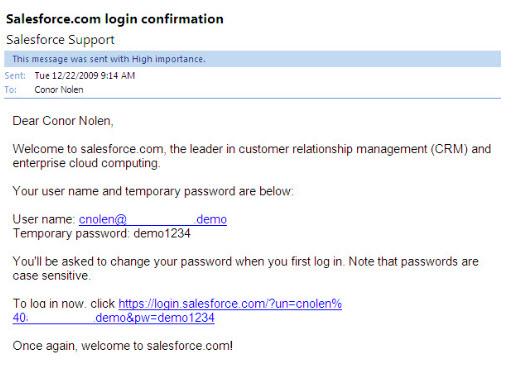 Salesforce.com login confirmation
Salesforce Support
This message was sent with High importance.
Sent: Tue 12/22/2009 9:14 AM
To: Conor Nolen
Dear Conor Nolen,
Welcome to salesforce.com, the leader in customer relationship management (CRM) and
enterprise cloud computing.
Your user name and temporary password are below:
User name: cnolen@ .demo
Temporary password: demo1234
You'll be asked to change your password when you first log in. Note that passwords are
case sensitive.
To log in now, click https://login.salesforce.com/?un=cnolen%
40 .demo&pw=demo1234
Once again, welcome to salesforce.com!